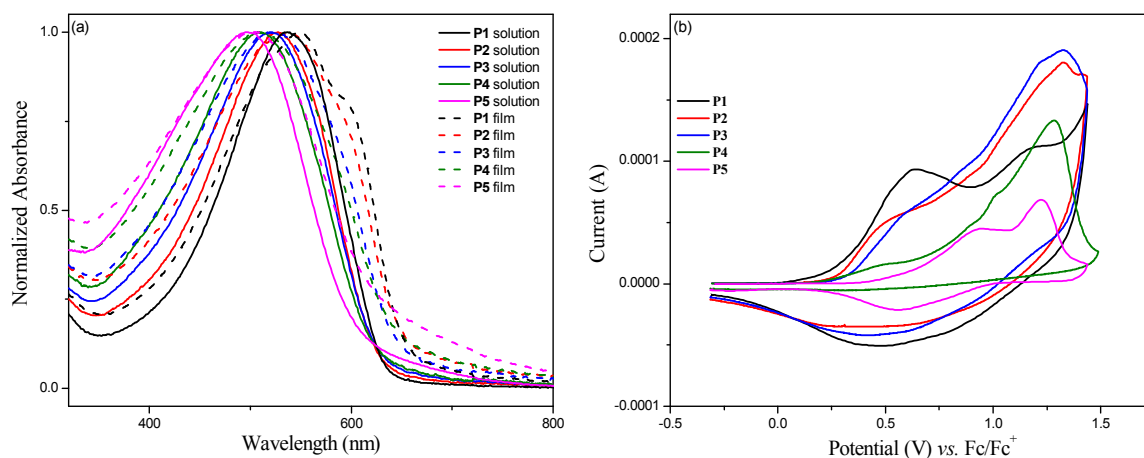 (a)
1.0
0.5
0.0
400
500
600
700
800
Normalized Absorbance
Wavelength (nm)
P1 solution
P2 solution
P3 solution
P4 solution
P5 solution
P1 film
P2 film
P3 film
P4 film
P5 film
(b)
0.0002
0.0001
0.0000
-0.0001
-0.5
0.0
0.5
1.0
1.5
Current (A)
Potential (V) vs. Fc/Fc⁺
P1
P2
P3
P4
P5